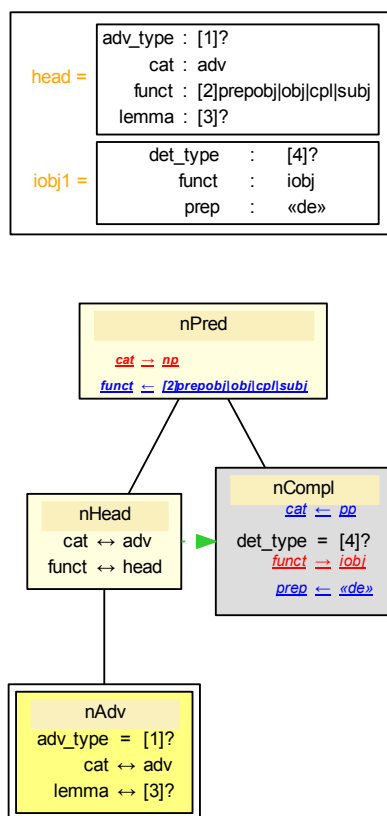 head =
adv_type : [1]?
cat : adv
funct : [2]prepobj|obj|cpl|subj
lemma : [3]?
iobj1 =
det_type : [4]?
funct : iobj
prep : «de»
nPred
cat → np
funct ← [2]prepobj|obj|cpl|subj
nHead
cat ↔ adv
funct ↔ head
nCompl
cat ← pp
det_type = [4]?
funct → iobj
prep ← «de»
nAdv
adv_type = [1]?
cat ↔ adv
lemma ↔ [3]?